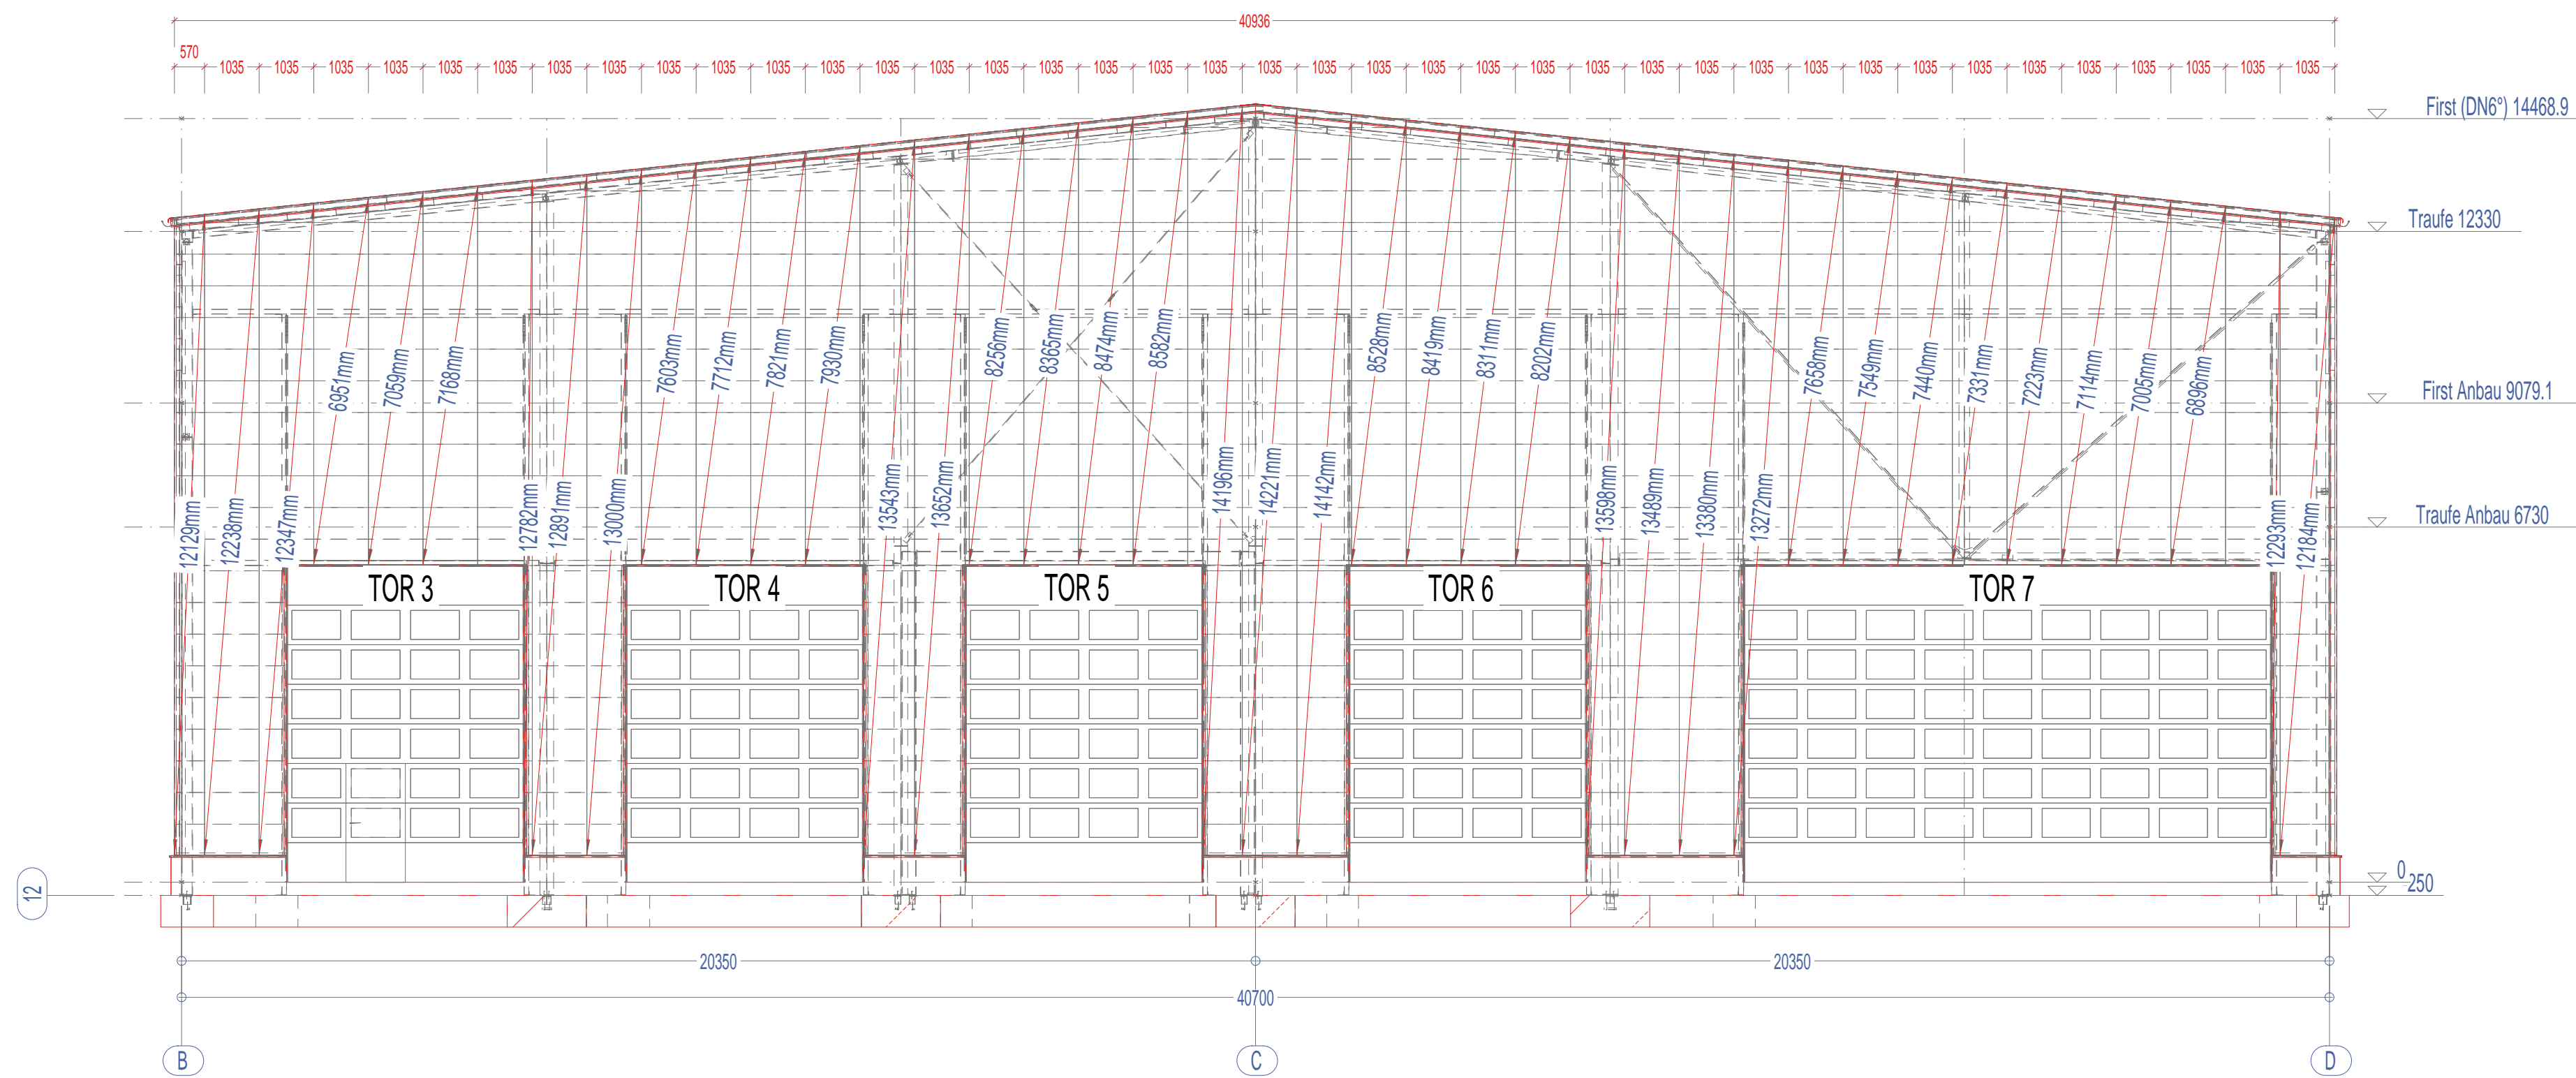 40936
570
1035 1035 1035 1035 1035 1035 1035 1035 1035 1035 1035 1035 1035 1035 1035 1035 1035 1035 1035 1035 1035 1035 1035 1035 1035 1035 1035 1035 1035 1035 1035 1035 1035 1035 1035 1035 1035 1035 1035
First (DN6°) 14468.9
Traufe 12330
First Anbau 9079.1
Traufe Anbau 6730
12129mm
12238mm
12347mm
6951mm
7059mm
7168mm
12782mm
12891mm
13000mm
7603mm
7712mm
7821mm
7930mm
13543mm
13652mm
8256mm
8365mm
8474mm
8582mm
14196mm
14221mm
14142mm
8528mm
8419mm
8311mm
8202mm
13598mm
13489mm
13380mm
13272mm
7658mm
7549mm
7440mm
7331mm
7223mm
7114mm
7005mm
6896mm
12293mm
12184mm
TOR 3
TOR 4
TOR 5
TOR 6
TOR 7
0
-250
12
20350
20350
40700
B
C
D